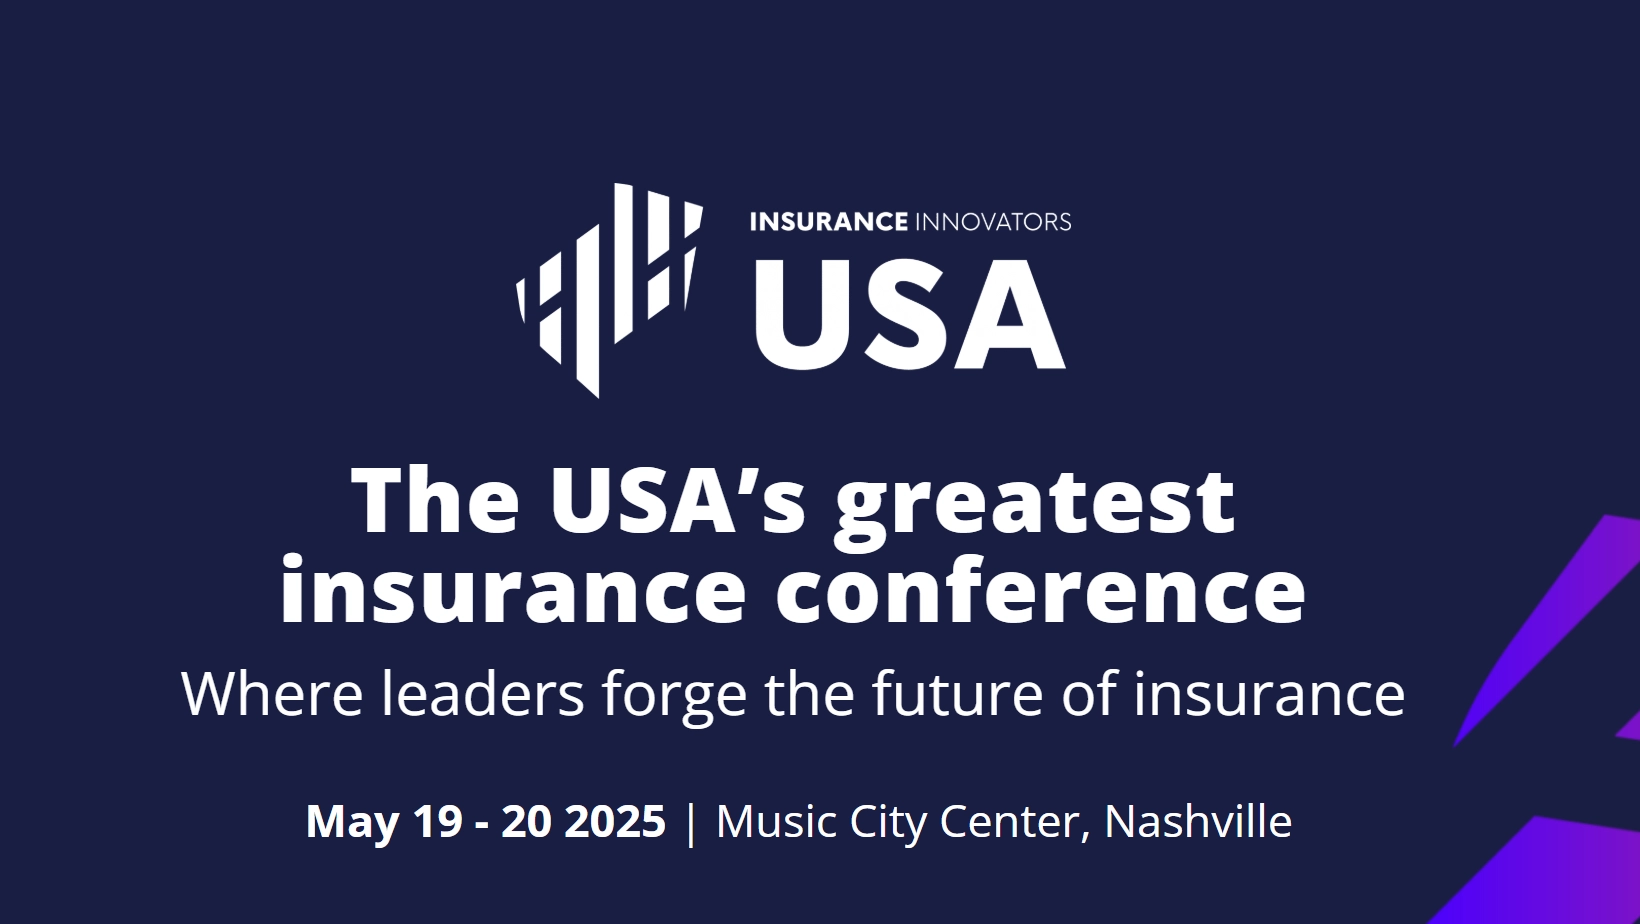 INSURANCE INNOVATORS
USA
The USA’s greatest
insurance conference
Where leaders forge the future of insurance
May 19 - 20 2025 | Music City Center, Nashville